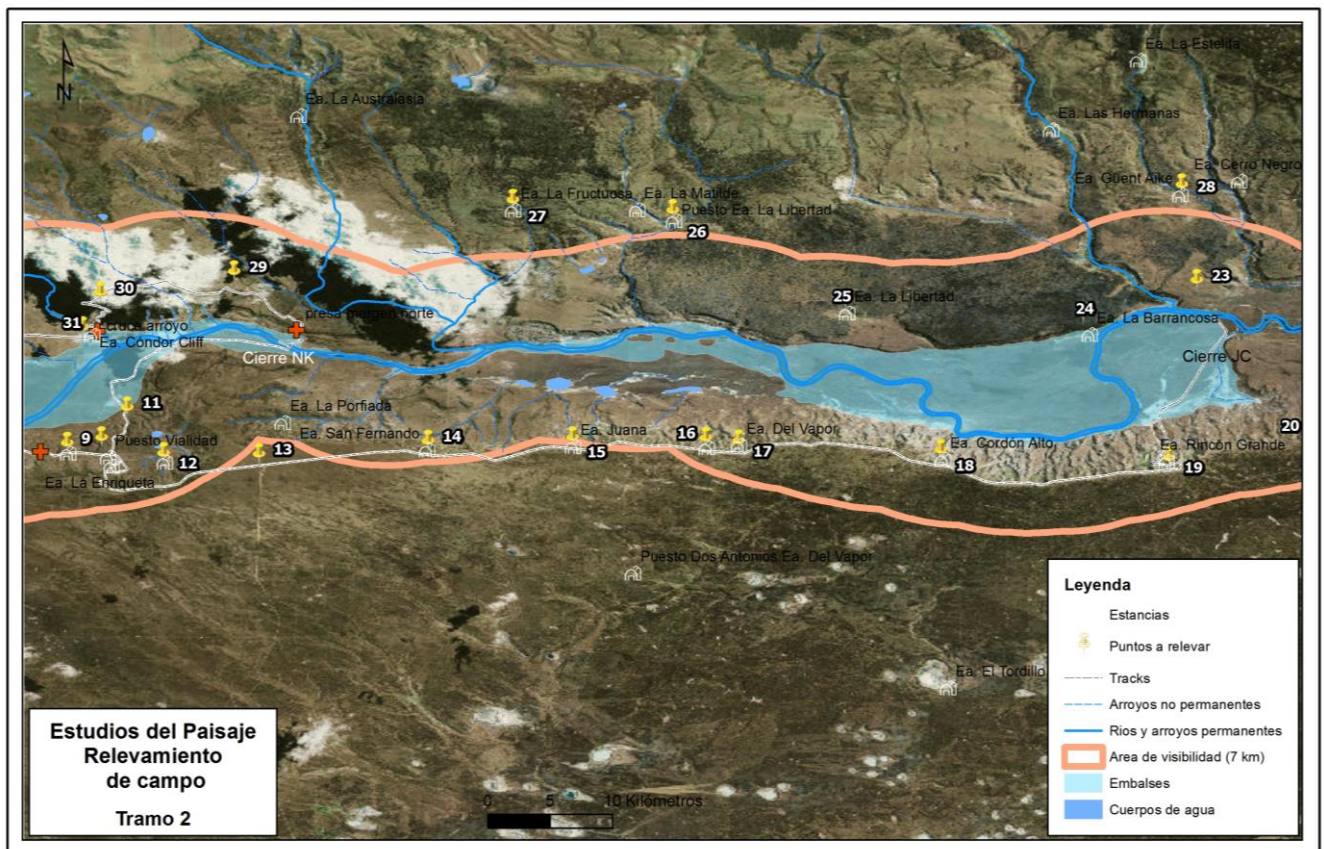 N
Ea. La Estelita
Ea. La Australasia
Ea. Las Hermanas
Ea. Cerro Negro
Ea. Güent Aike
28
Ea. La Fructuosa
Ea. La Matilde
27
Puesto Ea. La Libertad
26
29
23
30
25
Ea. La Libertad
24
presa margen norte
31
cruce arroyo
Ea. La Barrancosa
Ea. Cóndor Cliff
Cierre NK
Cierre JC
11
Ea. La Porfiada
9
Puesto Vialidad
Ea. San Fernando
14
Ea. Juana
16
Ea. Del Vapor
20
12
13
15
17
Ea. Cordón Alto
18
Ea. Rincón Grande
19
Ea. La Enriqueta
Puesto Dos Antomos Ea. Del Vapor
Ea. El Tordillo
Leyenda
Estancias
Puntos a relevar
Tracks
Arroyos no permanentes
Rios y arroyos permanentes
Area de visibilidad (7 km)
Embalses
Cuerpos de agua
Estudios del Paisaje
Relevamiento
de campo
Tramo 2
0 5 10 Kilómetros